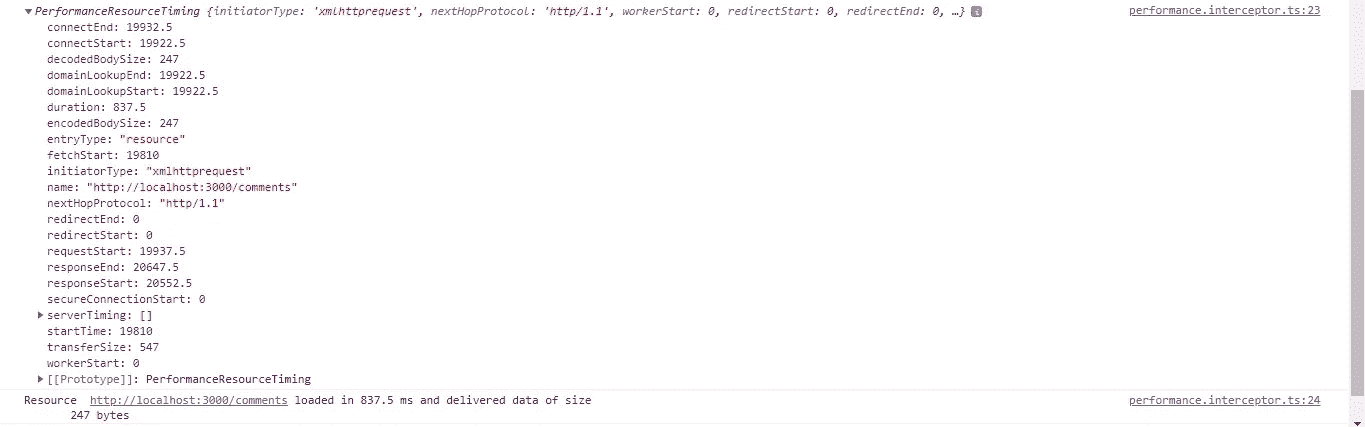 ▼PerformanceResourceTiming {initiatorType: 'xmlhttprequest', nextHopProtocol: 'http/1.1', workerStart: 0, redirectStart: 0, redirectEnd: 0, …} i performance.interceptor.ts:23
connectEnd: 19932.5
connectStart: 19922.5
decodedBodySize: 247
domainLookupEnd: 19922.5
domainLookupStart: 19922.5
duration: 837.5
encodedBodySize: 247
entryType: "resource"
fetchStart: 19810
initiatorType: "xmlhttprequest"
name: "http://localhost:3000/comments"
nextHopProtocol: "http/1.1"
redirectEnd: 0
redirectStart: 0
requestStart: 19937.5
responseEnd: 20647.5
responseStart: 20552.5
secureConnectionStart: 0
▶serverTiming: []
startTime: 19810
transferSize: 547
workerStart: 0
▶[[Prototype]]: PerformanceResourceTiming
Resource http://localhost:3000/comments loaded in 837.5 ms and delivered data of size performance.interceptor.ts:24
247 bytes